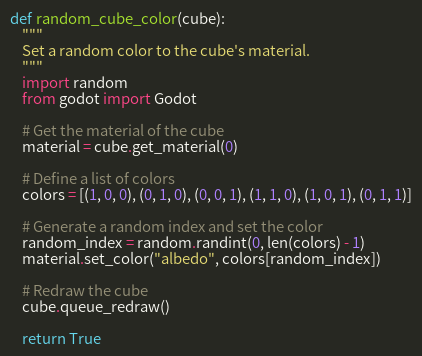 def random_cube_color(cube):
    """
    Set a random color to the cube's material.
    """
    import random
    from godot import Godot

    # Get the material of the cube
    material = cube.get_material(0)

    # Define a list of colors
    colors = [(1, 0, 0), (0, 1, 0), (0, 0, 1), (1, 1, 0), (1, 0, 1), (0, 1, 1)]

    # Generate a random index and set the color
    random_index = random.randint(0, len(colors) - 1)
    material.set_color("albedo", colors[random_index])

    # Redraw the cube
    cube.queue_redraw()

    return True